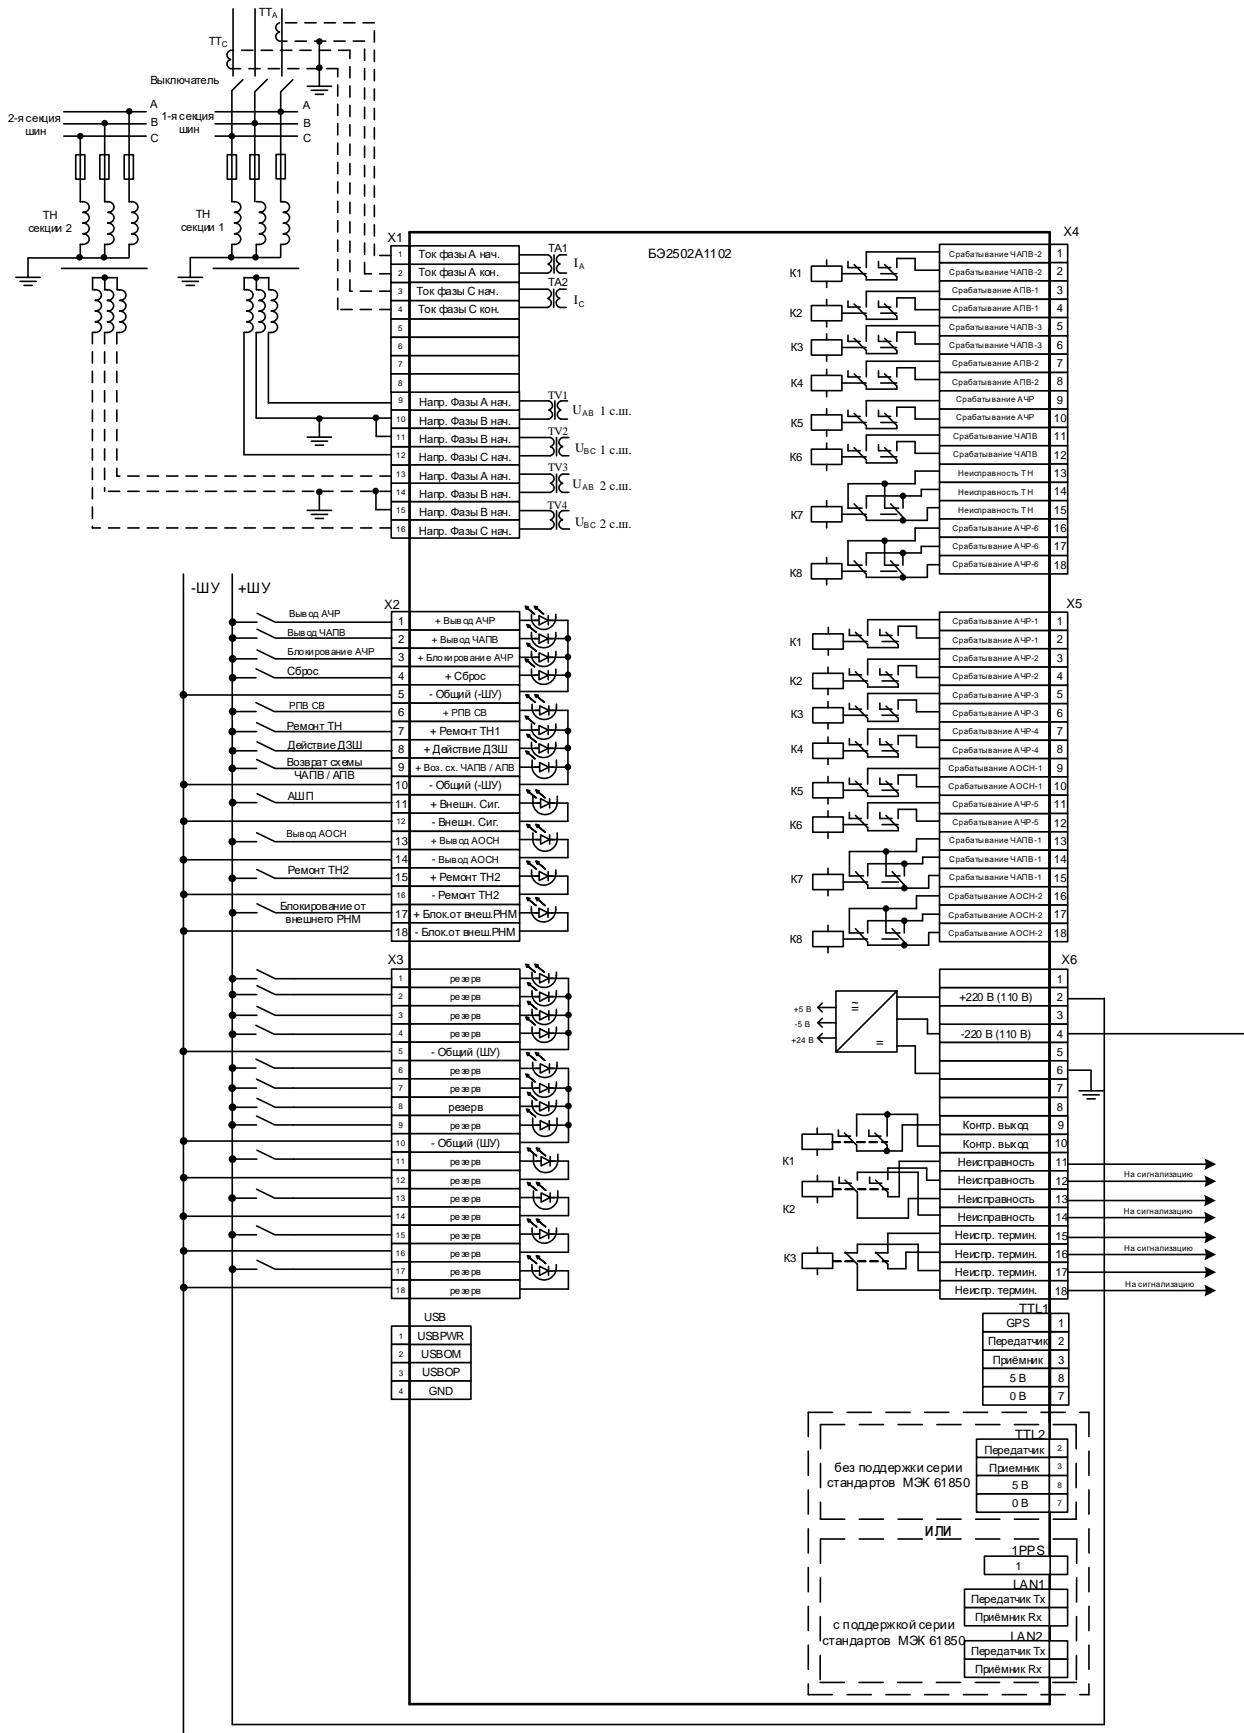 ТТА
ТТС
Выключатель
2-я секция
шин
А
В
С
1-я секция
шин
А
В
С
ТН
секции 2
ТН
секции 1
БЭ2502А1102
X1
1 Ток фазы А нач.
2 Ток фазы А кон.
3 Ток фазы С нач.
4 Ток фазы С кон.
5
6
7
8
9 Напр. Фазы А нач.
10 Напр. Фазы В нач.
11 Напр. Фазы В нач.
12 Напр. Фазы С нач.
13 Напр. Фазы А нач.
14 Напр. Фазы В нач.
15 Напр. Фазы В нач.
16 Напр. Фазы С нач.
TA1
IA
TA2
IC
TV1
UAB 1 с.ш.
TV2
UBC 1 с.ш.
TV3
UAB 2 с.ш.
TV4
UBC 2 с.ш.
-ШУ
+ШУ
Вывод АЧР
Вывод ЧАПВ
Блокирование АЧР
Сброс
РПВ СВ
Ремонт ТН
Действие ДЗШ
Возврат схемы
ЧАПВ / АПВ
АШП
Вывод АОСН
Ремонт ТН2
Блокирование от
внешнего РНМ
X2
1 + Вывод АЧР
2 + Вывод ЧАПВ
3 + Блокирование АЧР
4 + Сброс
5 - Общий (-ШУ)
6 + РПВ СВ
7 + Ремонт ТН1
8 + Действие ДЗШ
9 + Воз. сх. ЧАПВ / АПВ
10 - Общий (-ШУ)
11 + Внешн. Сиг.
12 - Внешн. Сиг.
13 + Вывод АОСН
14 - Вывод АОСН
15 + Ремонт ТН2
16 - Ремонт ТН2
17 + Блок.от внеш.РНМ
18 - Блок.от внеш.РНМ
X3
1 резерв
2 резерв
3 резерв
4 резерв
5 - Общий (ШУ)
6 резерв
7 резерв
8 резерв
9 резерв
10 - Общий (ШУ)
11 резерв
12 резерв
13 резерв
14 резерв
15 резерв
16 резерв
17 резерв
18 резерв
USB
1 USBPWR
2 USBOM
3 USBOP
4 GND
X4
K1
K2
K3
K4
K5
K6
K7
K8
Срабатывание ЧАПВ-2 1
Срабатывание ЧАПВ-2 2
Срабатывание АПВ-1 3
Срабатывание АПВ-1 4
Срабатывание ЧАПВ-3 5
Срабатывание ЧАПВ-3 6
Срабатывание АПВ-2 7
Срабатывание АПВ-2 8
Срабатывание АЧР 9
Срабатывание АЧР 10
Срабатывание ЧАПВ 11
Срабатывание ЧАПВ 12
Неисправность ТН 13
Неисправность ТН 14
Неисправность ТН 15
Срабатывание АЧР-6 16
Срабатывание АЧР-6 17
Срабатывание АЧР-6 18
X5
K1
K2
K3
K4
K5
K6
K7
K8
Срабатывание АЧР-1 1
Срабатывание АЧР-1 2
Срабатывание АЧР-2 3
Срабатывание АЧР-2 4
Срабатывание АЧР-3 5
Срабатывание АЧР-3 6
Срабатывание АЧР-4 7
Срабатывание АЧР-4 8
Срабатывание АОСН-1 9
Срабатывание АОСН-1 10
Срабатывание АЧР-5 11
Срабатывание АЧР-5 12
Срабатывание ЧАПВ-1 13
Срабатывание ЧАПВ-1 14
Срабатывание ЧАПВ-1 15
Срабатывание АОСН-2 16
Срабатывание АОСН-2 17
Срабатывание АОСН-2 18
X6
+5 В
-5 В
+24 В
K1
K2
K3
1
+220 В (110 В) 2
3
-220 В (110 В) 4
5
6
7
8
Контр. выход 9
Контр. выход 10
Неисправность 11
Неисправность 12
Неисправность 13
Неисправность 14
Неиспр. термин. 15
Неиспр. термин. 16
Неиспр. термин. 17
Неиспр. термин. 18
На сигнализацию
На сигнализацию
На сигнализацию
На сигнализацию
TTL1
GPS 1
Передатчик 2
Приёмник 3
5 В 8
0 В 7
TTL2
Передатчик 2
Приемник 3
5 В 8
0 В 7
без поддержки серии
стандартов МЭК 61850
ИЛИ
1PPS
1
LAN1
Передатчик Tx
Приёмник Rx
с поддержкой серии
стандартов МЭК 61850
LAN2
Передатчик Tx
Приёмник Rx